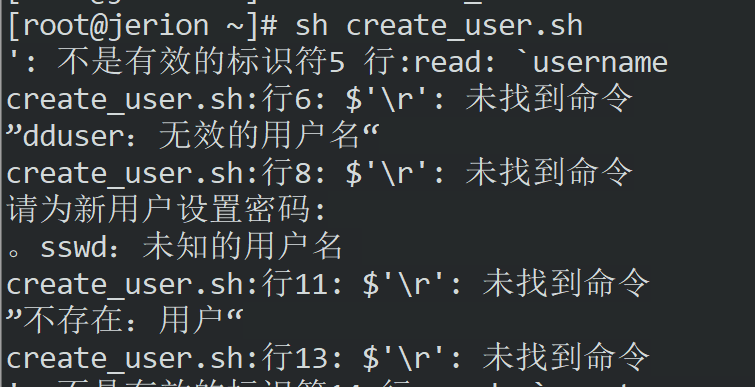 [root@jerion ~]# sh create_user.sh
': 不是有效的标识符5 行:read: `username
create_user.sh:行6: $'\r': 未找到命令
”dduser：无效的用户名“
create_user.sh:行8: $'\r': 未找到命令
请为新用户设置密码:
。sswd：未知的用户名
create_user.sh:行11: $'\r': 未找到命令
”不存在：用户“
create_user.sh:行13: $'\r': 未找到命令